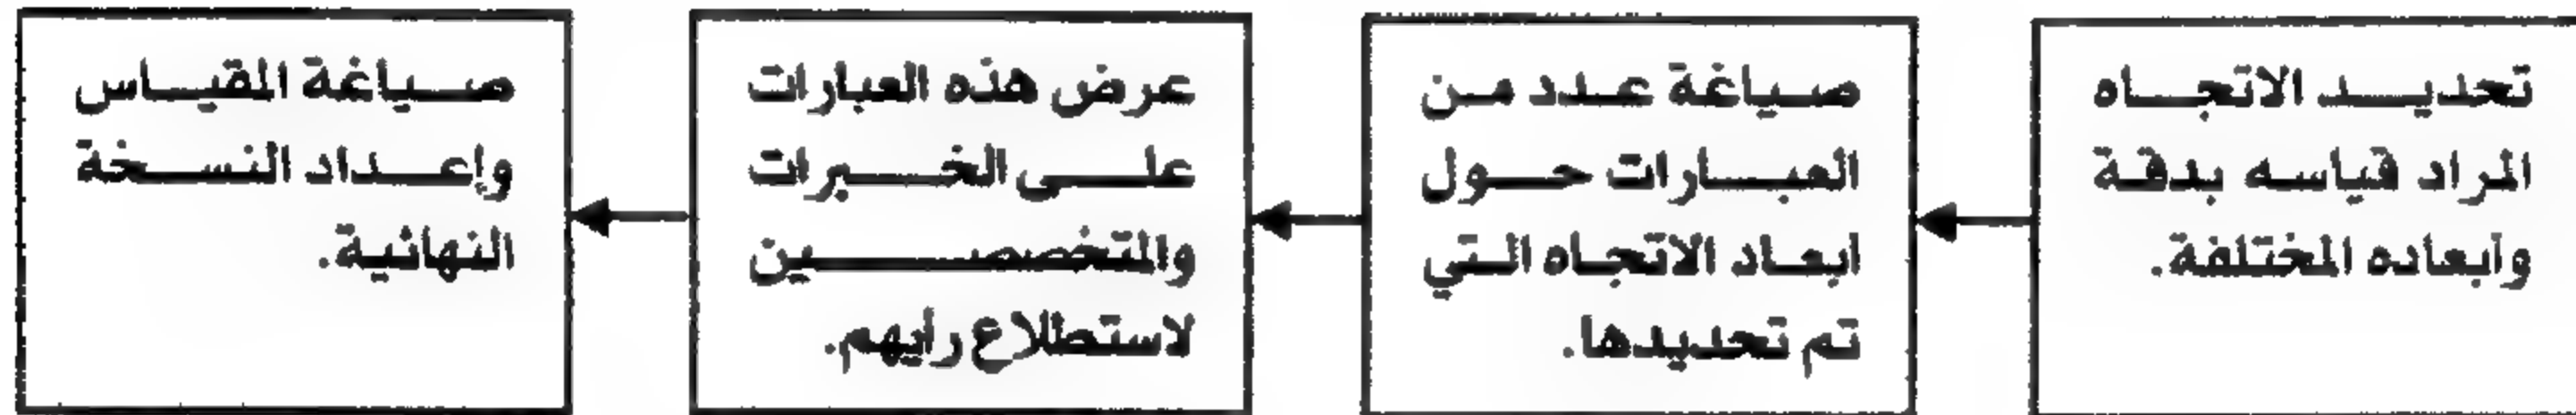 تحديد الاتجاه
المراد قياسه بدقة
وأبعاده المختلفة.
صياغة عدد من
العبارات حول
ابعاد الاتجاه التي
تم تحديدها.
عرض هذه العبارات
على الخبرات
والمتخصصين
لاستطلاع رأيهم.
صياغة المقياس
وإعداد النسخة
النهائية.